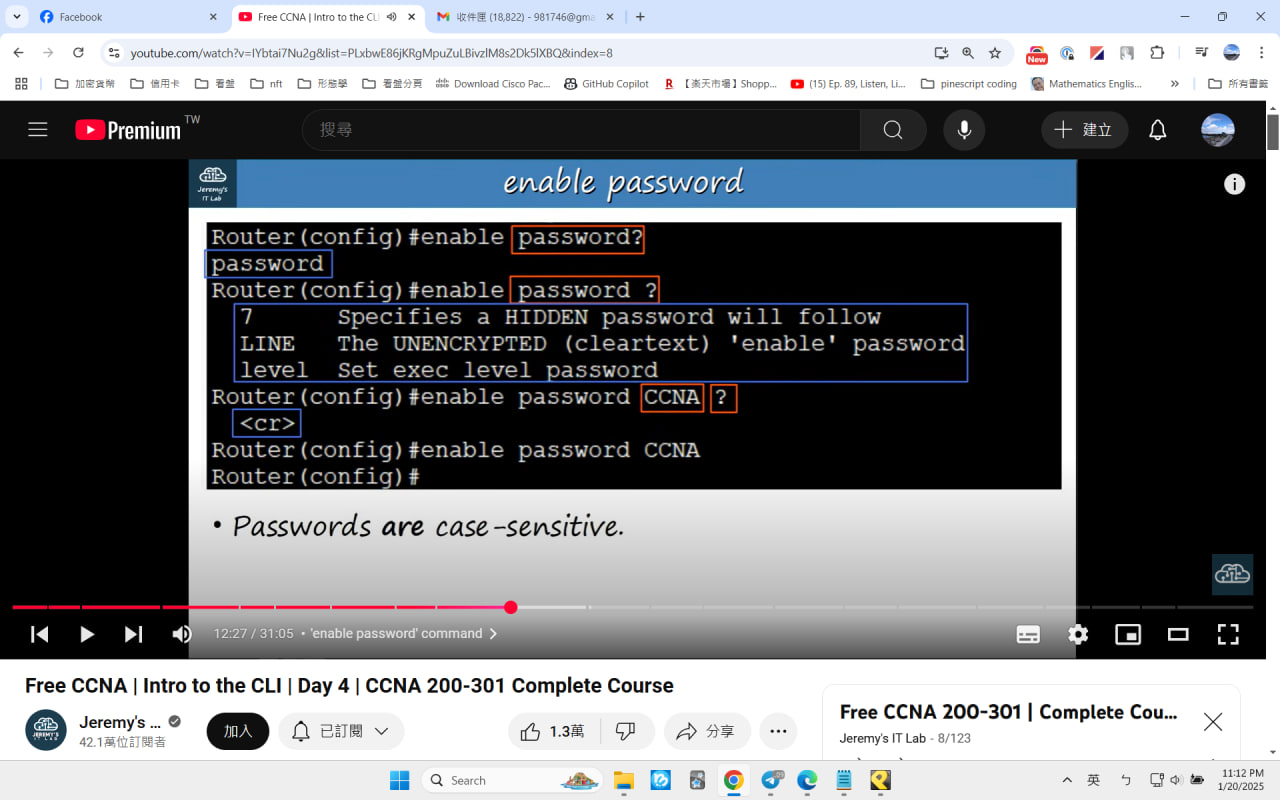 Facebook
Free CCNA | Intro to the CLI
收件匣 (18,822) - 981746@gma
youtube.com/watch?v=IYbtai7Nu2g&list=PLxbwE86jKRgMpuZuLBivzlM8s2Dk5lXBQ&index=8
New
加密貨幣
信用卡
看盤
nft
形態學
看盤分頁
Download Cisco Pac...
GitHub Copilot
【楽天市場】Shopp...
(15) Ep. 89, Listen, Li...
pinescript coding
Mathematics Englis...
所有書籤
Premium TW
搜尋
建立
Jeremy's
IT Lab
enable password
Router(config)#enable password?
password
Router(config)#enable password ?
7 Specifies a HIDDEN password will follow
LINE The UNENCRYPTED (cleartext) 'enable' password
level Set exec level password
Router(config)#enable password CCNA ?
<cr>
Router(config)#enable password CCNA
Router(config)#
• Passwords are case-sensitive.
12:27 / 31:05 • 'enable password' command
Free CCNA | Intro to the CLI | Day 4 | CCNA 200-301 Complete Course
JEREMY'S
IT LAB
Jeremy's ...
42.1萬位訂閱者
加入
已訂閱
1.3萬
分享
Free CCNA 200-301 | Complete Cou...
Jeremy's IT Lab - 8/123
Search
09
英
ㄅ
11:12 PM
1/20/2025